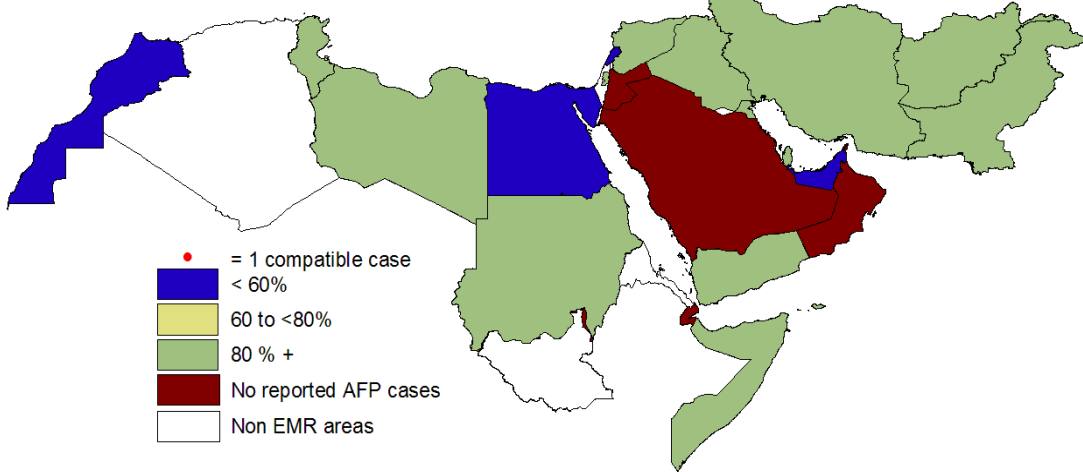 = 1 compatible case
< 60%
60 to <80%
80 % +
No reported AFP cases
Non EMR areas